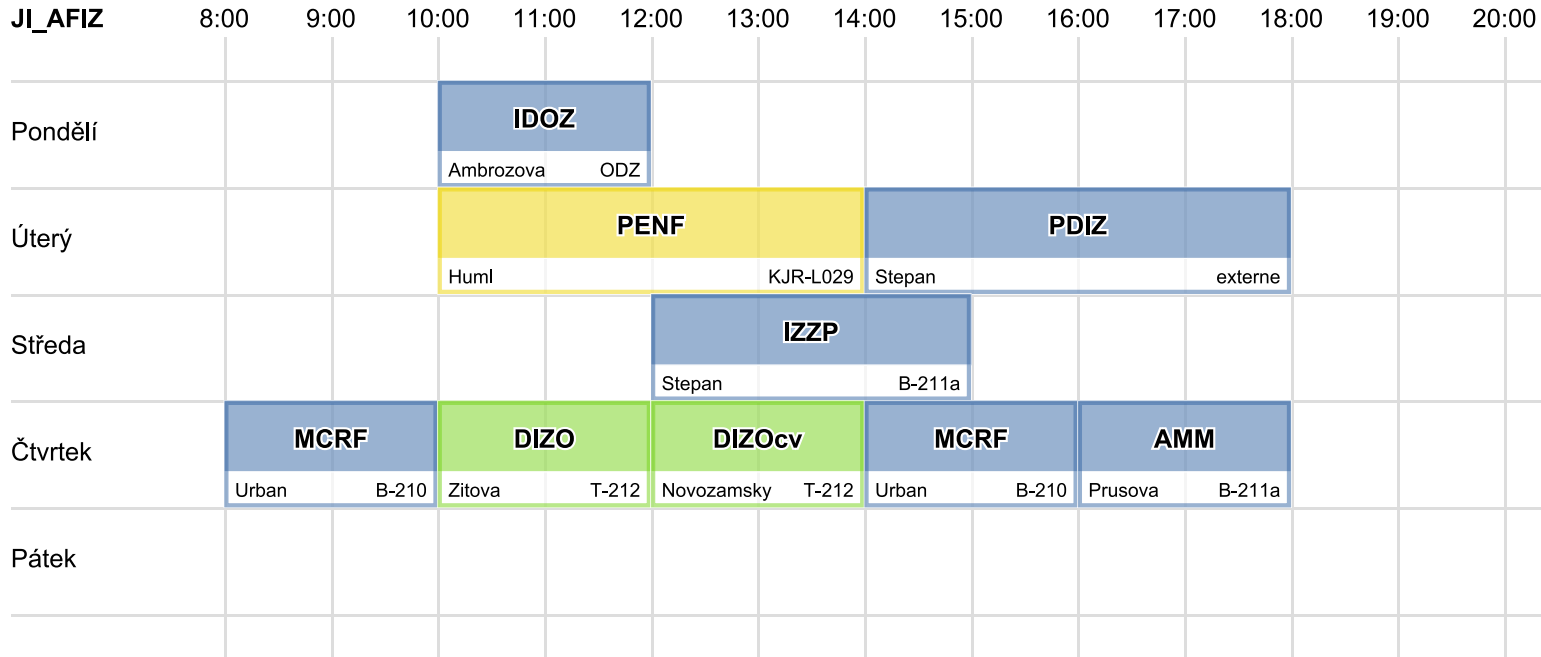 JI_AFIZ 8:00 9:00 10:00 11:00 12:00 13:00 14:00 15:00 16:00 17:00 18:00 19:00 20:00
Pondělí
IDOZ
Ambrozova ODZ
Úterý
PENF PDIZ
Huml KJR-L029 Stepan externe
Středa
IZZP
Stepan B-211a
Čtvrtek
MCRF DIZO DIZOcv MCRF AMM
Urban B-210 Zitova T-212 Novozamsky T-212 Urban B-210 Prusova B-211a
Pátek